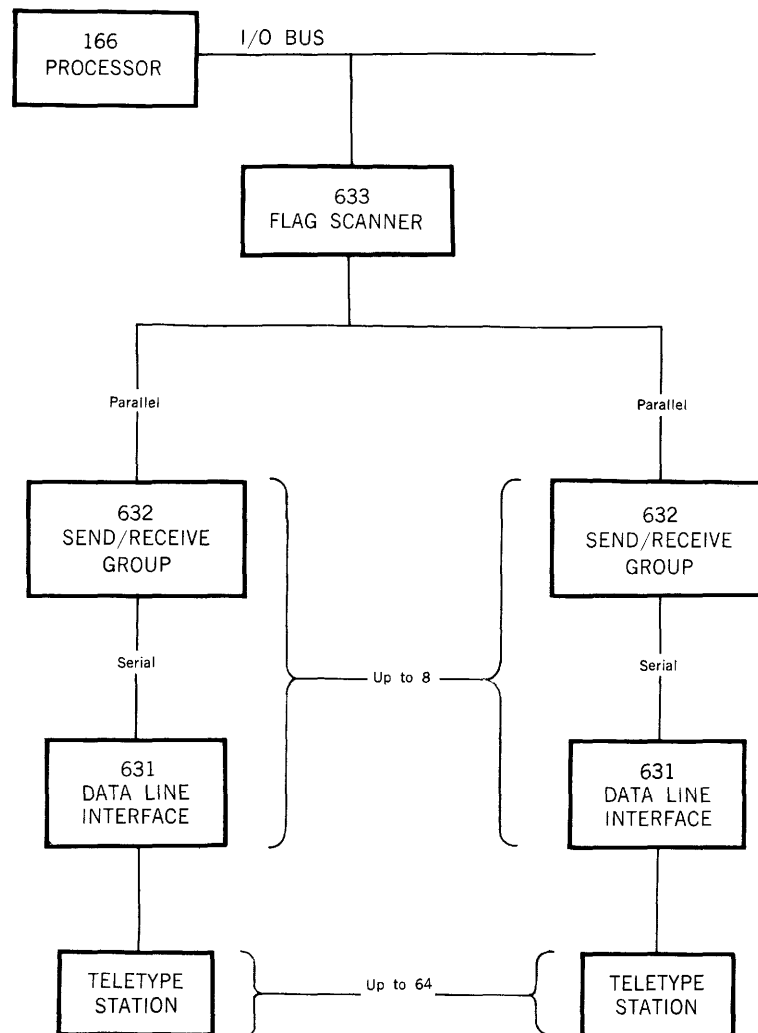 166
PROCESSOR
I/O BUS
633
FLAG SCANNER
Parallel
Parallel
632
SEND/RECEIVE
GROUP
632
SEND/RECEIVE
GROUP
Serial
Up to 8
Serial
631
DATA LINE
INTERFACE
631
DATA LINE
INTERFACE
TELETYPE
STATION
Up to 64
TELETYPE
STATION